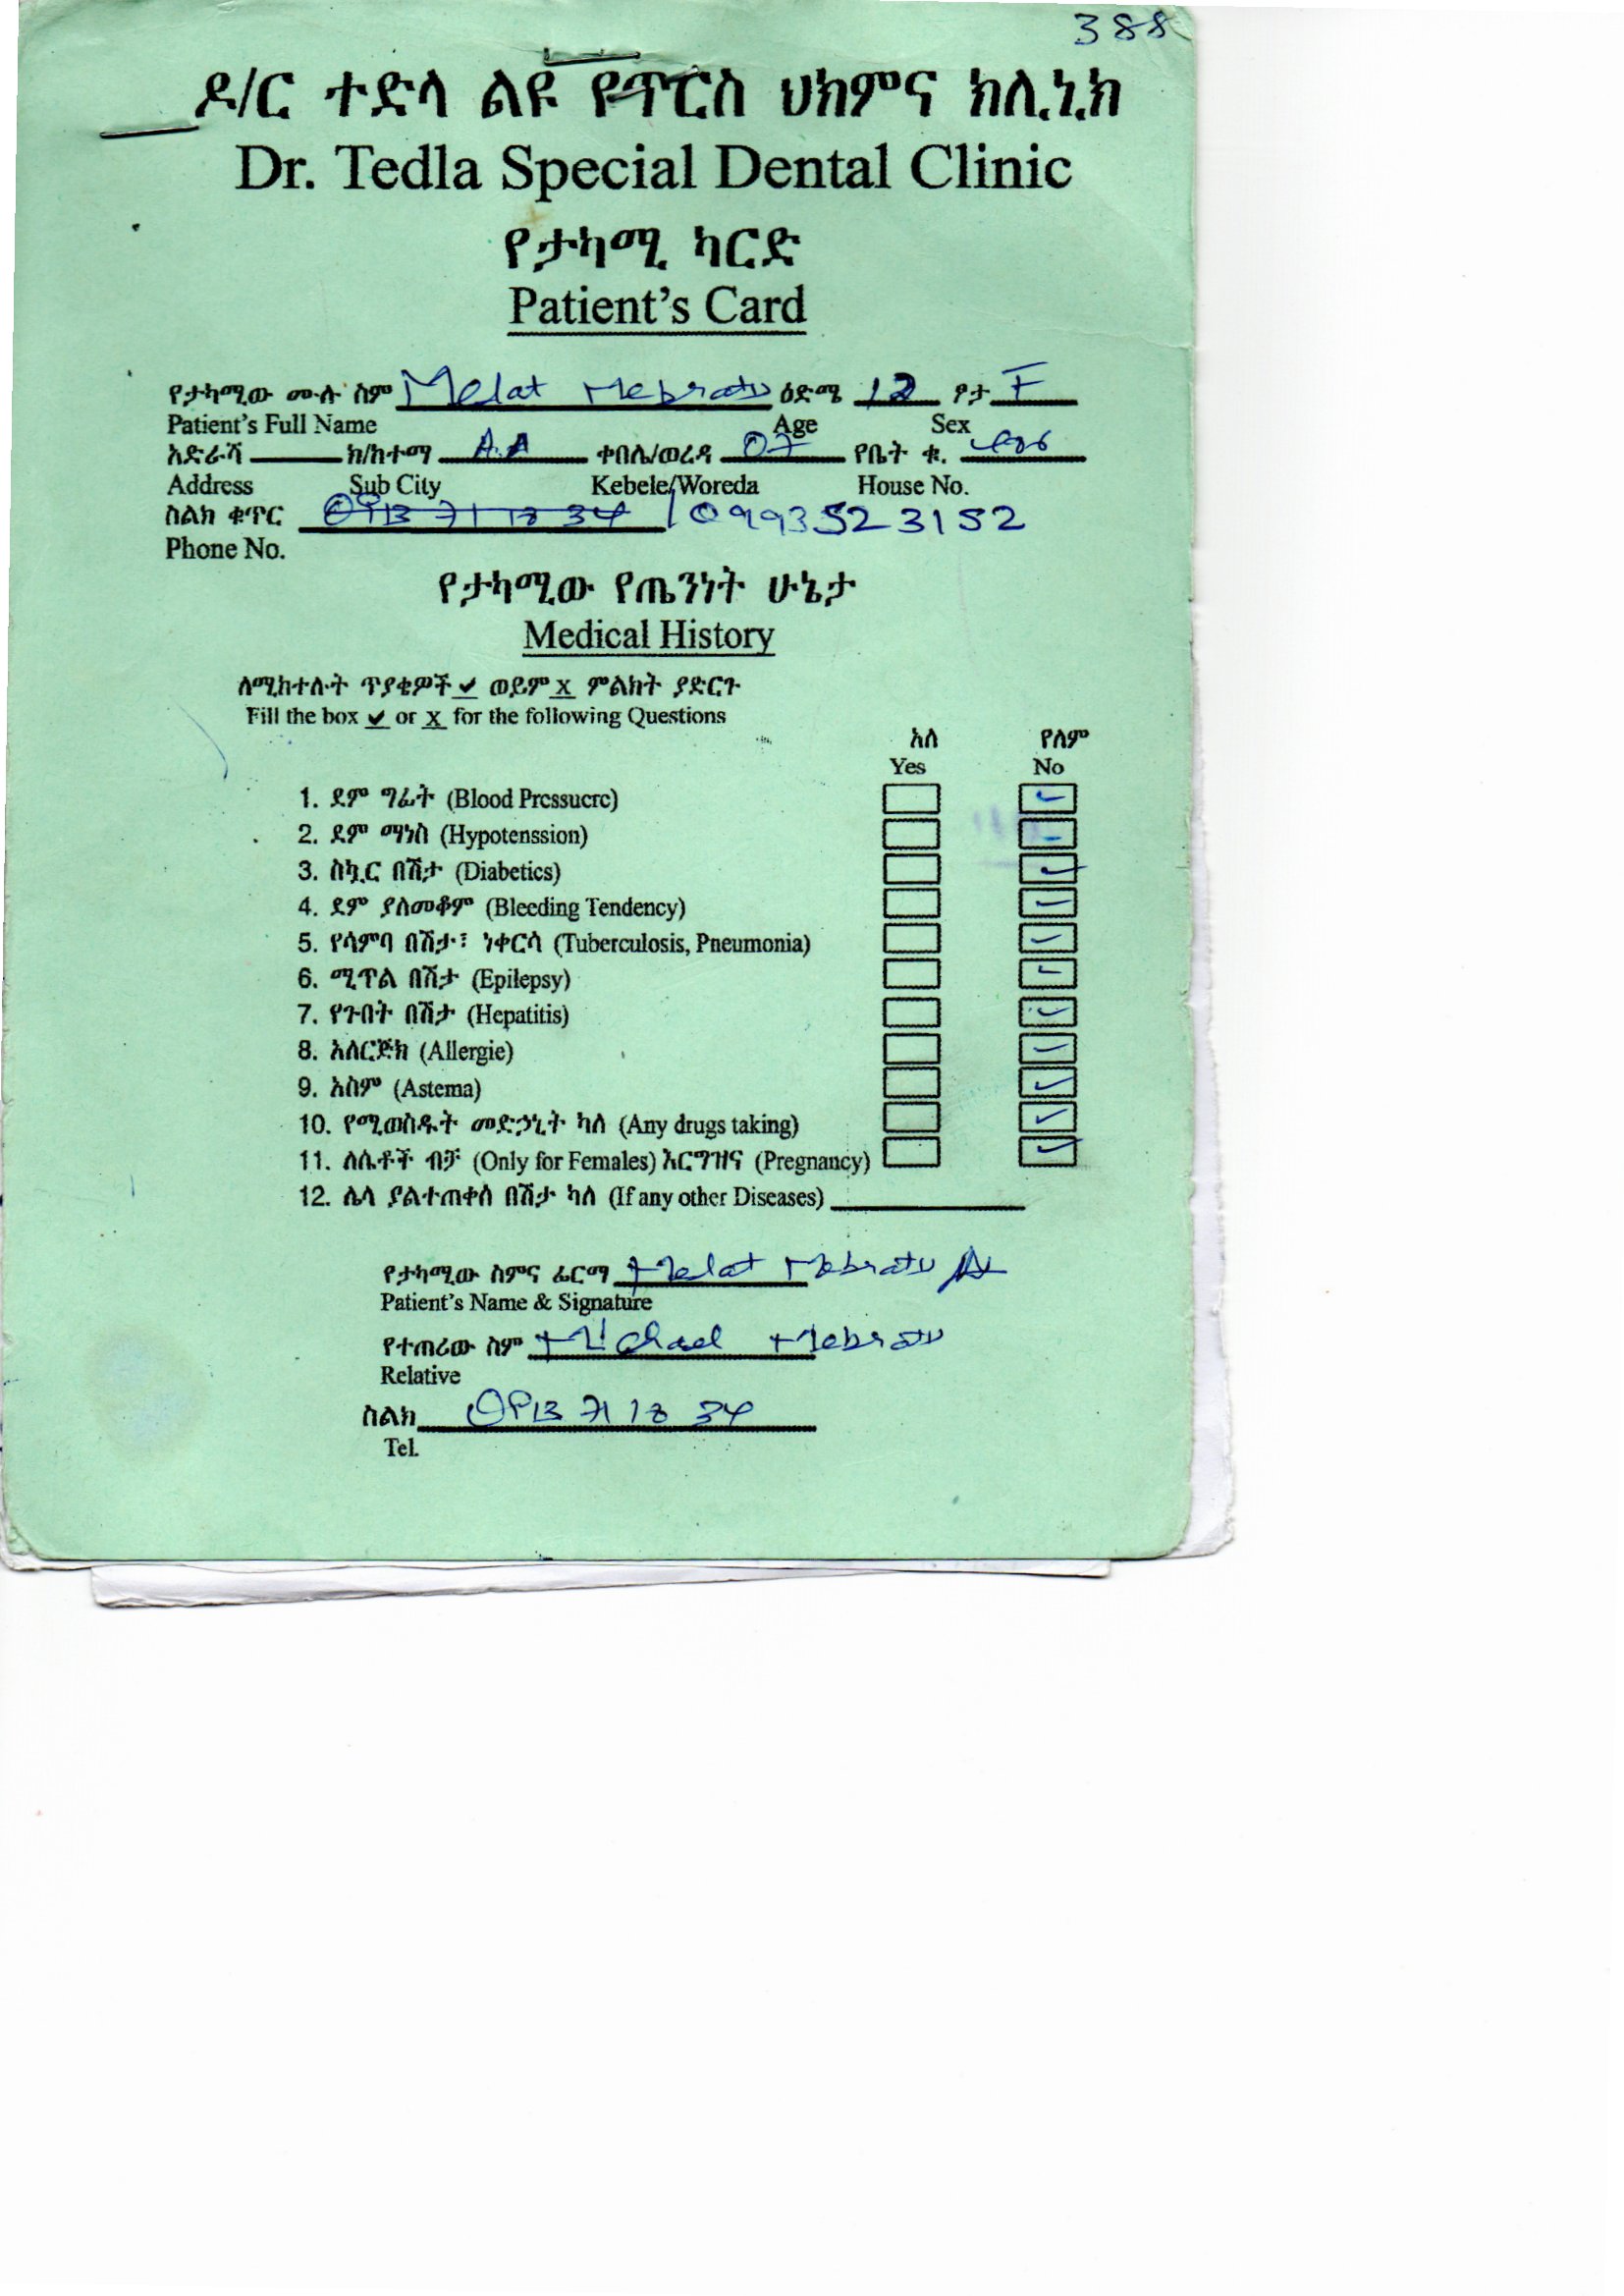 388
ዶ/ር ተድላ ልዩ የጥርስ ህክምና ክሊኒክ
Dr. Tedla Special Dental Clinic
የታካሚ ካርድ
Patient's Card
የታካሚው ሙሉ ስም Melat Mebratu ዕድሜ 12 ፆታ F
Patient's Full Name Age Sex
አድራሻ ክ/ከተማ A.A ቀበሌ/ወረዳ 07 የቤት ቁ.
Address Sub City Kebele/Woreda House No.
ስልክ ቁጥር 0913 71 18 34 / 0993523152
Phone No.
የታካሚው የጤንነት ሁኔታ
Medical History
ለሚከተሉት ጥያቄዎች ✔ ወይም x ምልክት ያድርጉ
Fill the box ✔ or x for the following Questions
አለ የለም
Yes No
1. ደም ግፊት (Blood Pressuere) ✓
2. ደም ማነስ (Hypotenssion) -
3. ስኳር በሽታ (Diabetics) ✓
4. ደም ያለመቆም (Bleeding Tendency) ✓
5. የሳምባ በሽታ፣ ነቀርሳ (Tuberculosis, Pneumonia) ✓
6. ሚጥል በሽታ (Epilepsy) ✓
7. የጉበት በሽታ (Hepatitis) ✓
8. አለርጅክ (Allergie) ✓
9. አስም (Astema) ✓
10. የሚወስዱት መድኃኒት ካለ (Any drugs taking) ✓
11. ለሴቶች ብቻ (Only for Females) እርግዝና (Pregnancy) ✓
12. ሌላ ያልተጠቀሰ በሽታ ካለ (If any other Diseases)
የታካሚው ስምና ፊርማ Melat Mebratu
Patient's Name & Signature
የተጠሪው ስም Michael Mebratu
Relative
ስልክ 0913 71 18 34
Tel.